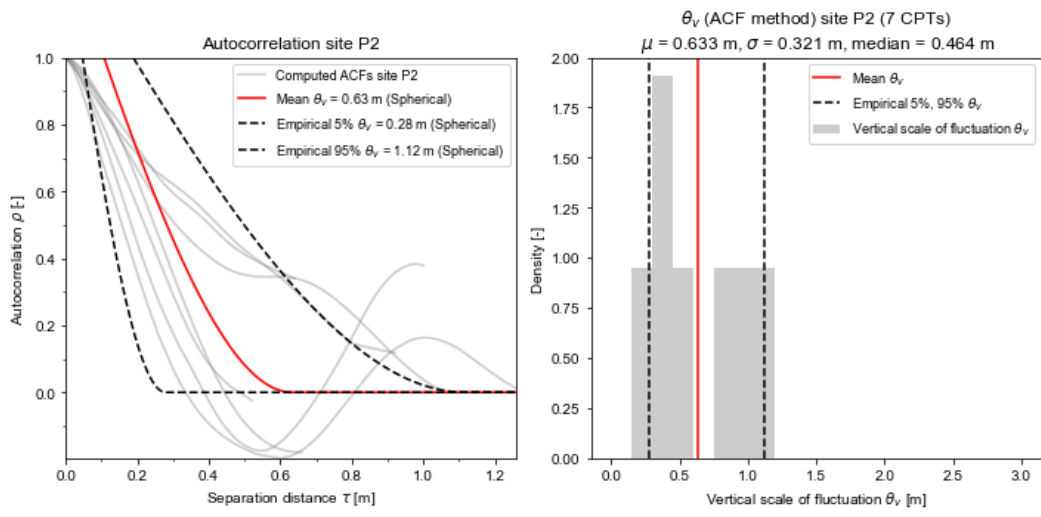 Autocorrelation site P2
1.0
0.8
0.6
0.4
0.2
0.0
Autocorrelation ρ [-]
0.0 0.2 0.4 0.6 0.8 1.0 1.2
Separation distance τ [m]
Computed ACFs site P2
Mean θᵥ = 0.63 m (Spherical)
Empirical 5% θᵥ = 0.28 m (Spherical)
Empirical 95% θᵥ = 1.12 m (Spherical)
θᵥ (ACF method) site P2 (7 CPTs)
μ = 0.633 m, σ = 0.321 m, median = 0.464 m
2.00
1.75
1.50
1.25
1.00
0.75
0.50
0.25
0.00
Density [-]
0.0 0.5 1.0 1.5 2.0 2.5 3.0
Vertical scale of fluctuation θᵥ [m]
Mean θᵥ
Empirical 5%, 95% θᵥ
Vertical scale of fluctuation θᵥ